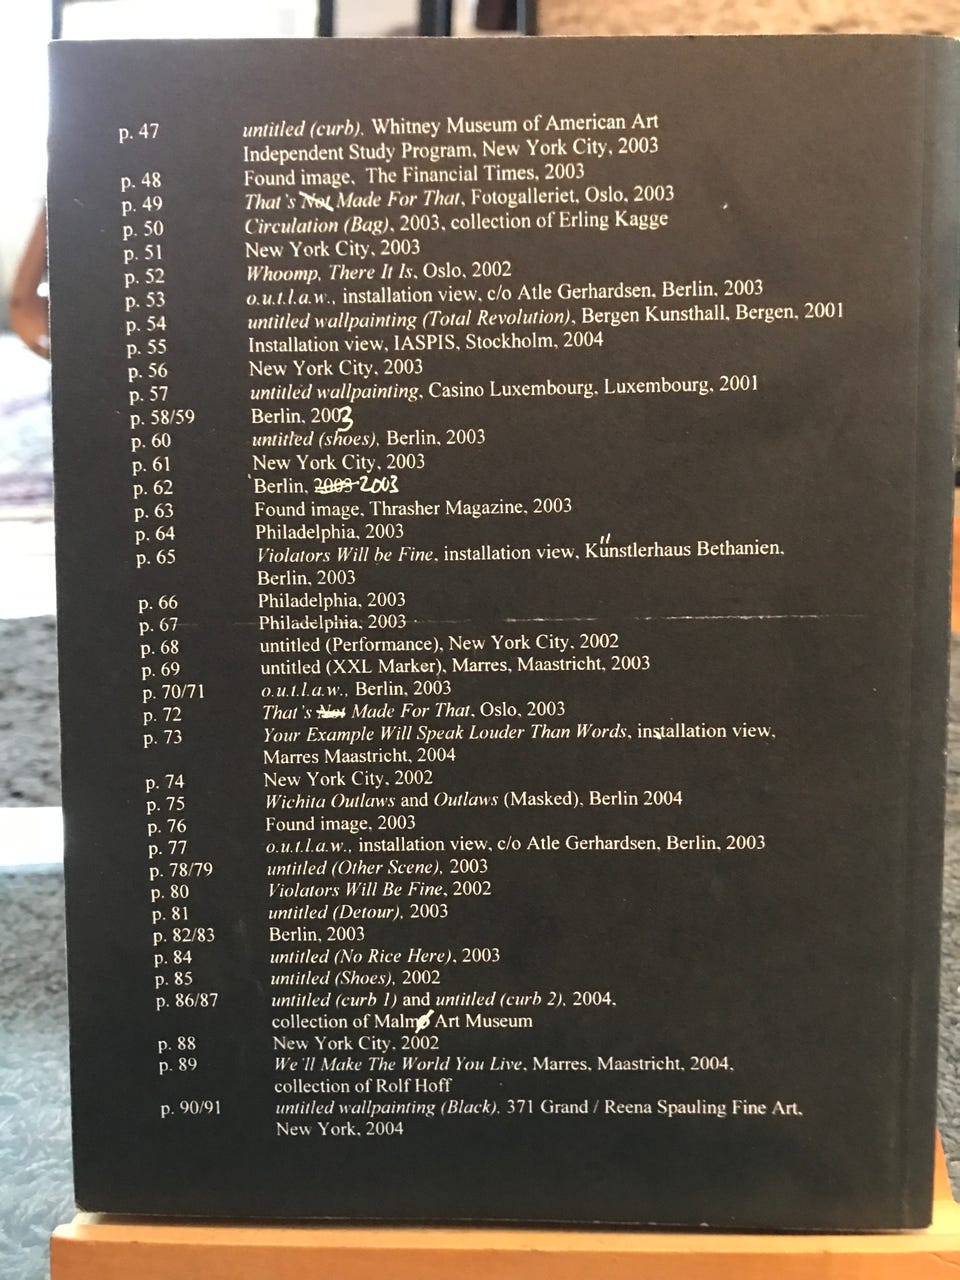 p. 47 untitled (curb), Whitney Museum of American Art
Independent Study Program, New York City, 2003
p. 48 Found image, The Financial Times, 2003
p. 49 That's Not Made For That, Fotogalleriet, Oslo, 2003
p. 50 Circulation (Bag), 2003, collection of Erling Kagge
p. 51 New York City, 2003
p. 52 Whoomp, There It Is, Oslo, 2002
p. 53 o.u.t.l.a.w., installation view, c/o Atle Gerhardsen, Berlin, 2003
p. 54 untitled wallpainting (Total Revolution), Bergen Kunsthall, Bergen, 2001
p. 55 Installation view, IASPIS, Stockholm, 2004
p. 56 New York City, 2003
p. 57 untitled wallpainting, Casino Luxembourg, Luxembourg, 2001
p. 58/59 Berlin, 2003
p. 60 untitled (shoes), Berlin, 2003
p. 61 New York City, 2003
p. 62 Berlin, 2003 2003
p. 63 Found image, Thrasher Magazine, 2003
p. 64 Philadelphia, 2003
p. 65 Violators Will be Fine, installation view, Künstlerhaus Bethanien,
Berlin, 2003
p. 66 Philadelphia, 2003
p. 67 Philadelphia, 2003
p. 68 untitled (Performance), New York City, 2002
p. 69 untitled (XXL Marker), Marres, Maastricht, 2003
p. 70/71 o.u.t.l.a.w., Berlin, 2003
p. 72 That's Not Made For That, Oslo, 2003
p. 73 Your Example Will Speak Louder Than Words, installation view,
Marres Maastricht, 2004
p. 74 New York City, 2002
p. 75 Wichita Outlaws and Outlaws (Masked), Berlin 2004
p. 76 Found image, 2003
p. 77 o.u.t.l.a.w., installation view, c/o Atle Gerhardsen, Berlin, 2003
p. 78/79 untitled (Other Scene), 2003
p. 80 Violators Will Be Fine, 2002
p. 81 untitled (Detour), 2003
p. 82/83 Berlin, 2003
p. 84 untitled (No Rice Here), 2003
p. 85 untitled (Shoes), 2002
p. 86/87 untitled (curb 1) and untitled (curb 2), 2004,
collection of Malmø Art Museum
p. 88 New York City, 2002
p. 89 We'll Make The World You Live, Marres, Maastricht, 2004,
collection of Rolf Hoff
p. 90/91 untitled wallpainting (Black), 371 Grand / Reena Spauling Fine Art,
New York, 2004